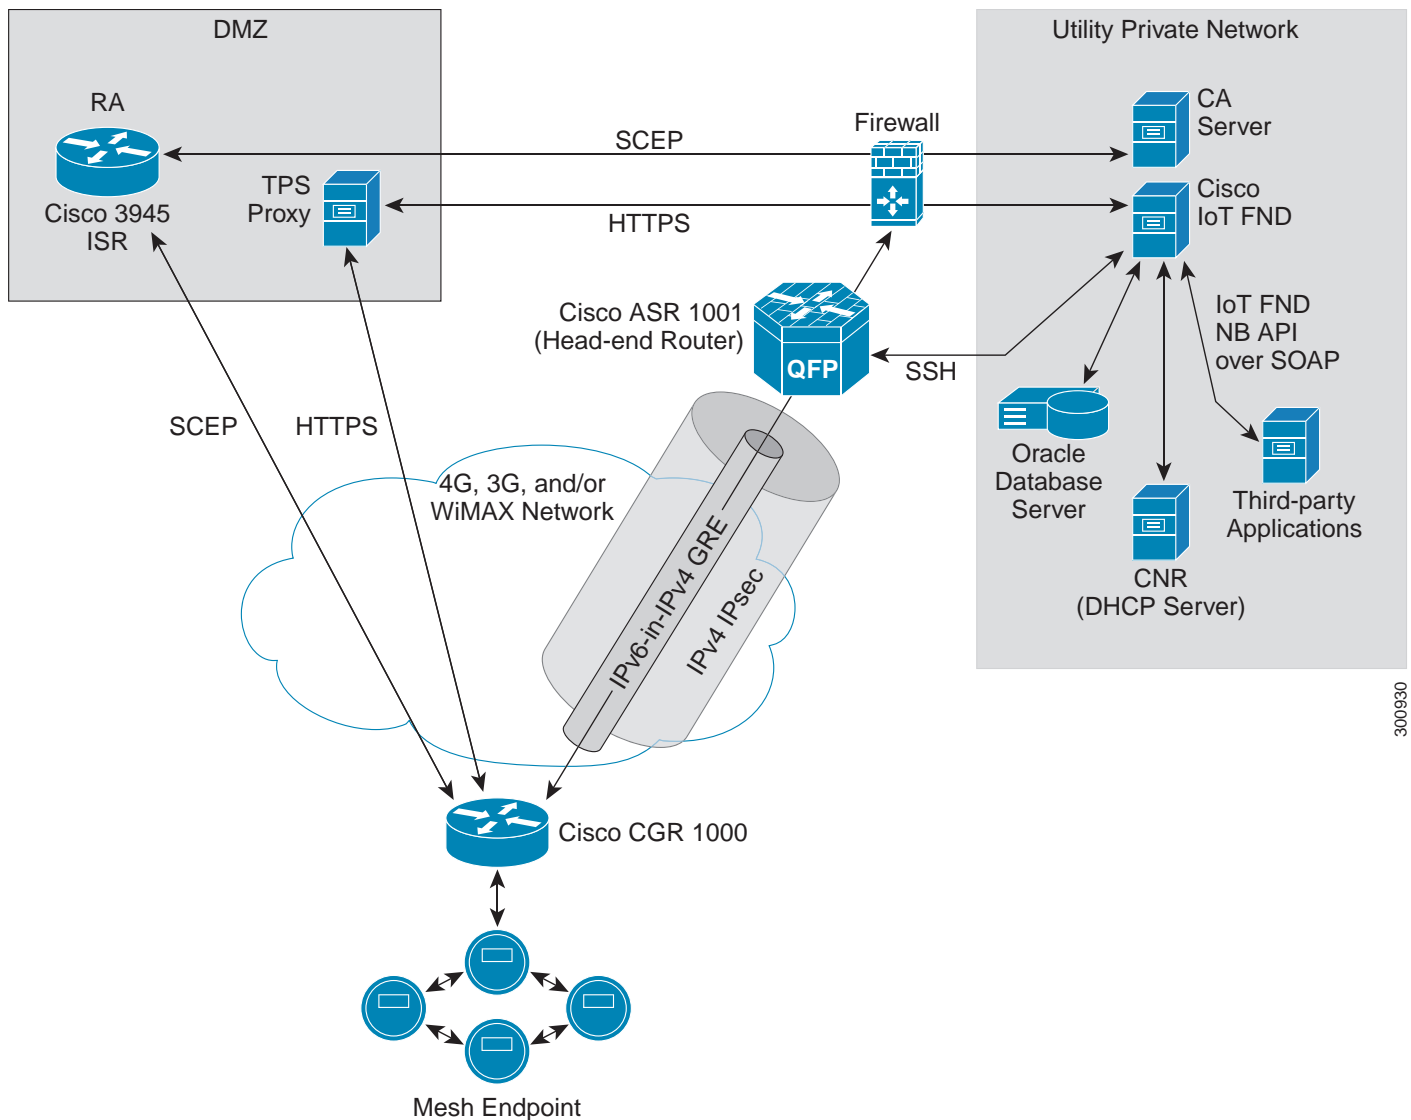 DMZ
Utility Private Network
RA
Cisco 3945
ISR
TPS
Proxy
SCEP
HTTPS
Firewall
CA
Server
Cisco
IoT FND
Cisco ASR 1001
(Head-end Router)
QFP
SSH
IoT FND
NB API
over SOAP
Oracle
Database
Server
Third-party
Applications
CNR
(DHCP Server)
SCEP
HTTPS
4G, 3G, and/or
WiMAX Network
IPv6-in-IPv4 GRE
IPv4 IPsec
300930
Cisco CGR 1000
Mesh Endpoint